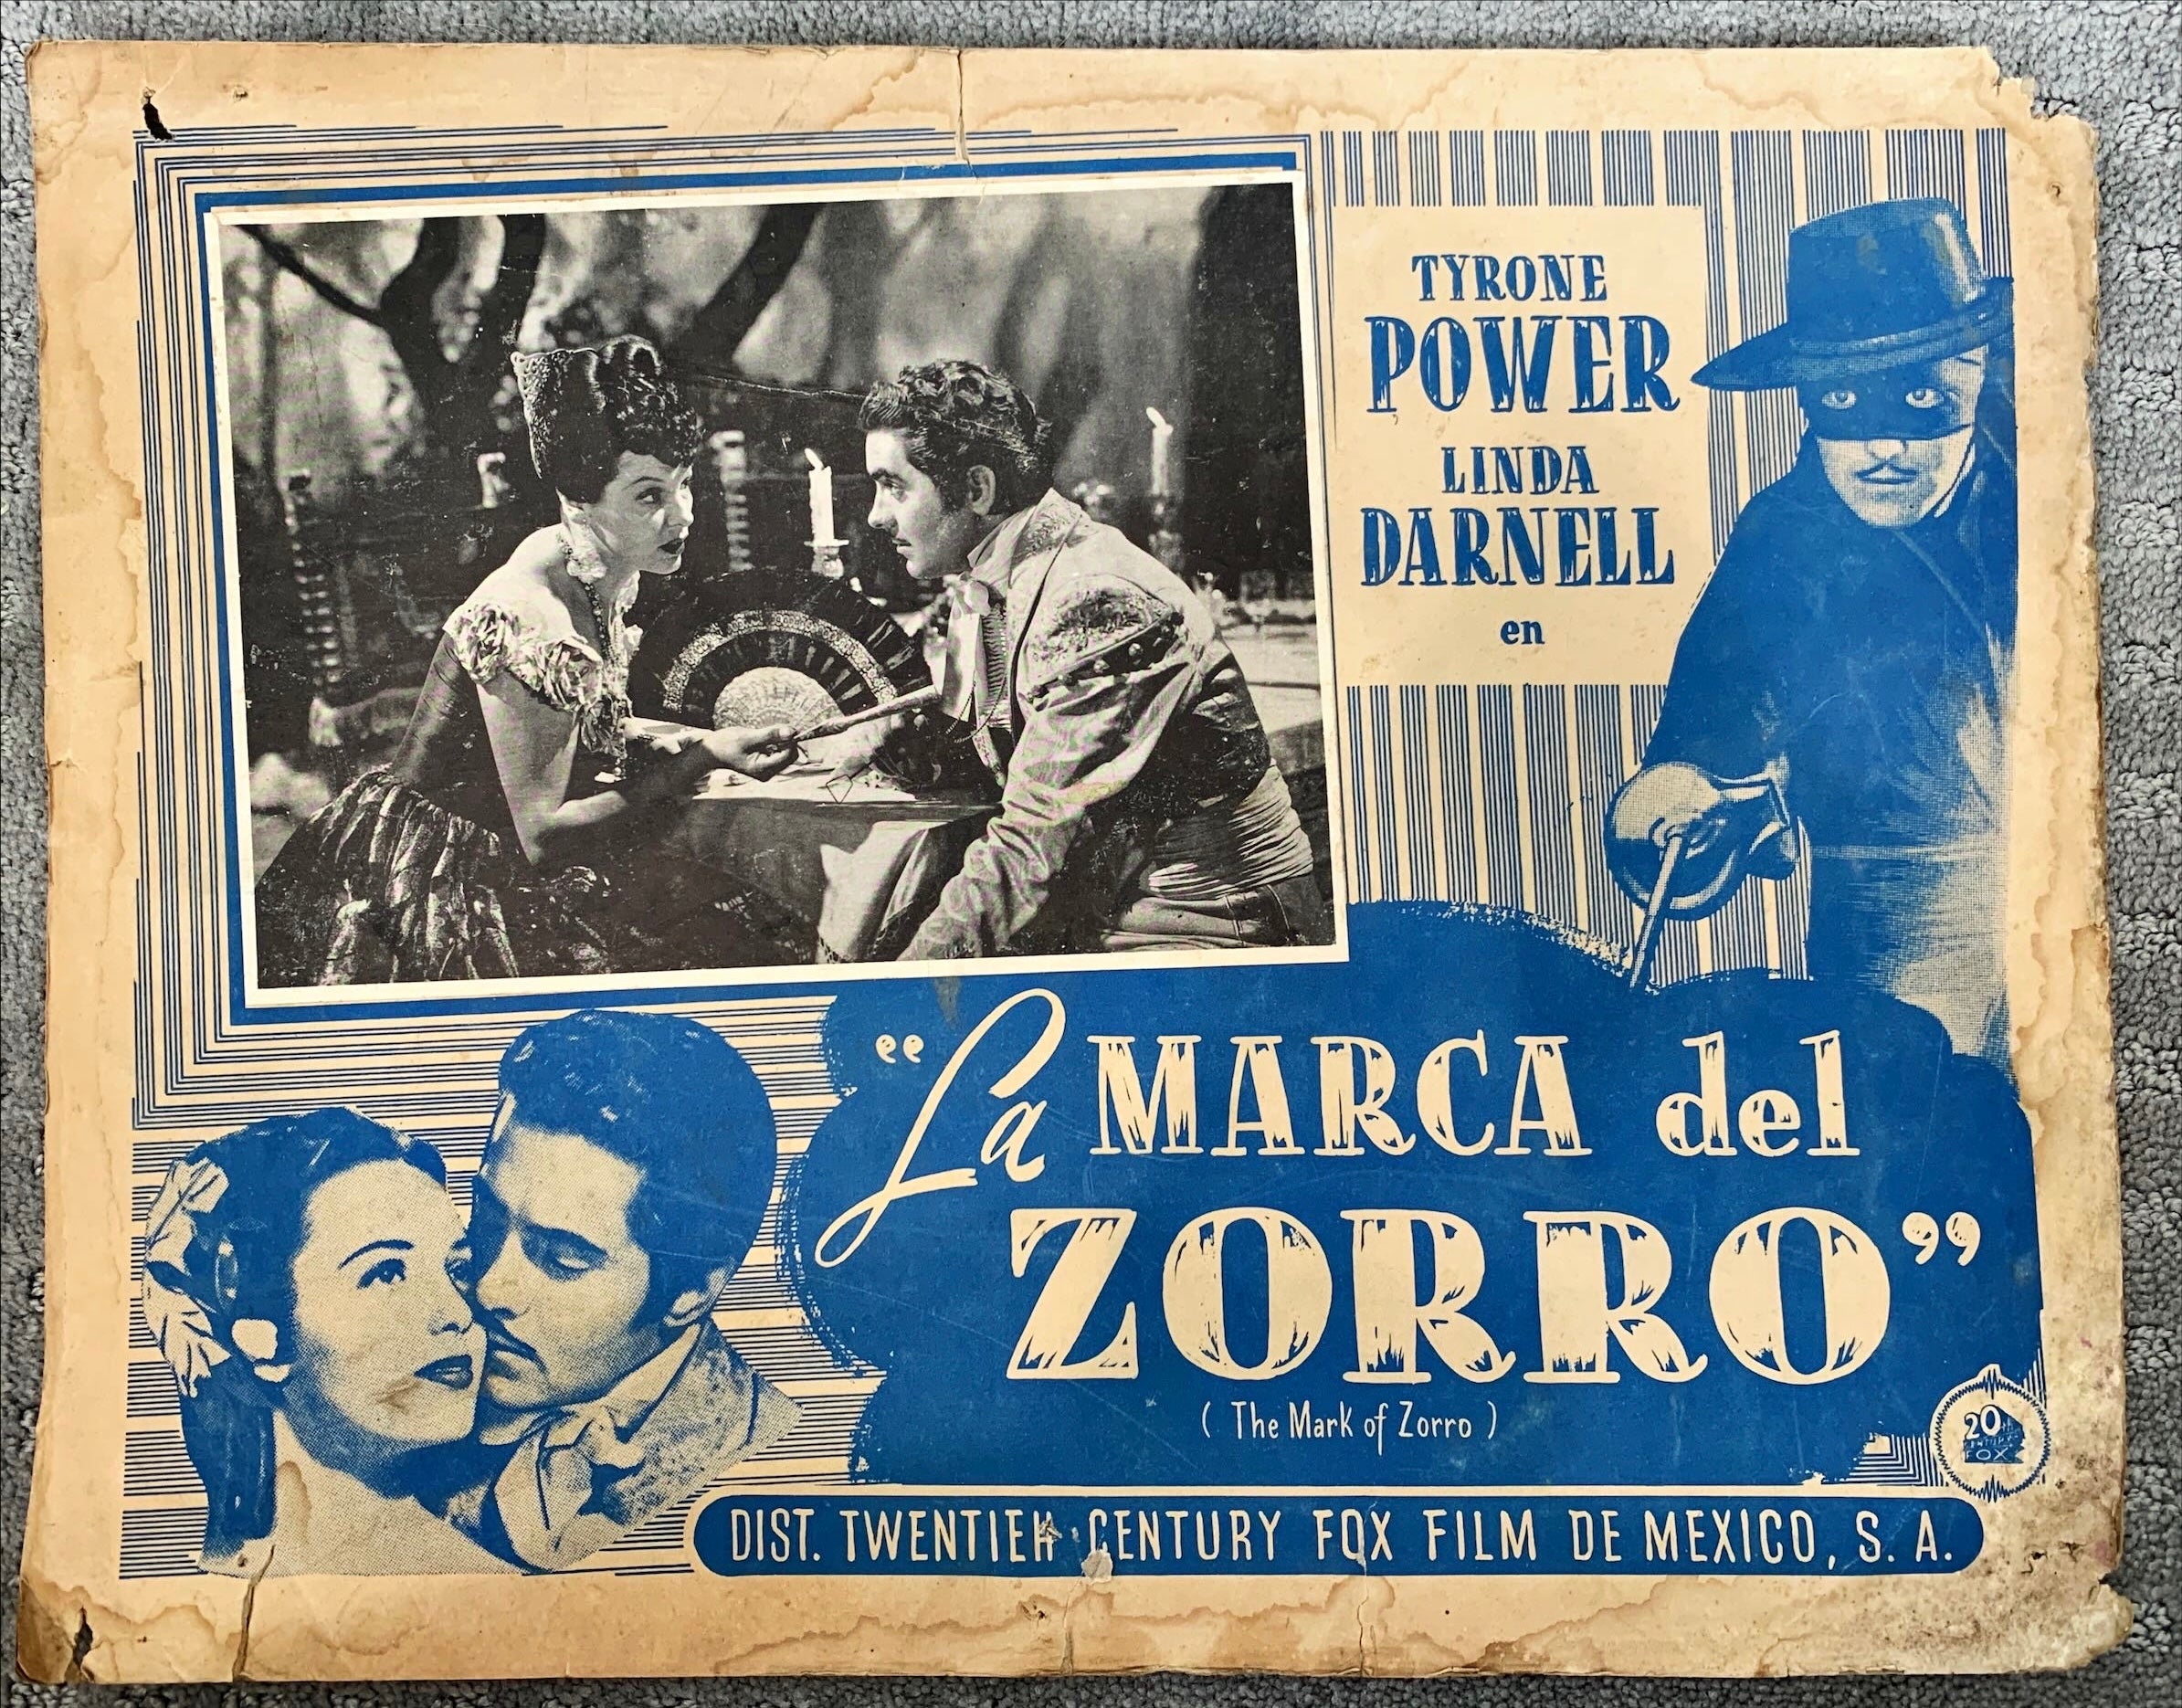 TYRONE
POWER
LINDA
DARNELL
en
“La MARCA del
ZORRO”
( The Mark of Zorro )
20th
CENTURY
FOX
DIST. TWENTIEH CENTURY FOX FILM DE MEXICO, S. A.